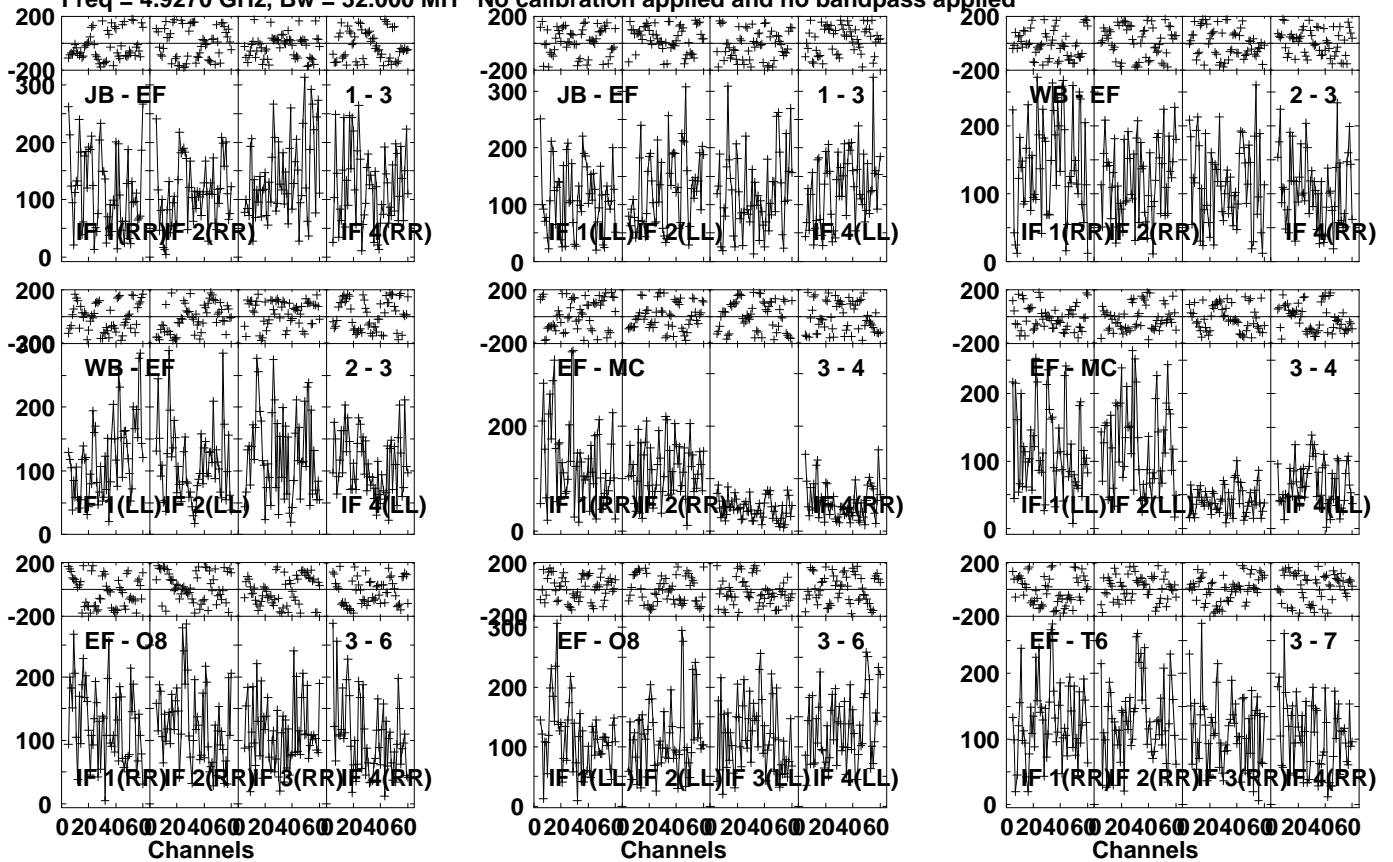 Freq = 4.9270 GHz, Bw = 32.000 MH No calibration applied and no bandpass applied
200
-200
300
200
100
0
JB - EF 1 - 3
IF 1(RR) IF 2(RR) IF 4(RR)
200
-200
300
200
100
0
JB - EF 1 - 3
IF 1(LL) IF 2(LL) IF 4(LL)
200
-200
200
100
0
WB - EF 2 - 3
IF 1(RR) IF 2(RR) IF 4(RR)
200
-200
300
200
100
0
WB - EF 2 - 3
IF 1(LL) IF 2(LL) IF 4(LL)
200
-200
200
0
EF - MC 3 - 4
IF 1(RR) IF 2(RR) IF 4(RR)
200
-200
200
100
0
EF - MC 3 - 4
IF 1(LL) IF 2(LL) IF 4(LL)
200
-200
200
100
0
EF - O8 3 - 6
IF 1(RR) IF 2(RR) IF 3(RR) IF 4(RR)
0 20 40 60 0 20 40 60 0 20 40 60 0 20 40 60
Channels
200
-200
300
200
100
0
EF - O8 3 - 6
IF 1(LL) IF 2(LL) IF 3(LL) IF 4(LL)
0 20 40 60 0 20 40 60 0 20 40 60 0 20 40 60
Channels
200
-200
200
100
0
EF - T6 3 - 7
IF 1(RR) IF 2(RR) IF 3(RR) IF 4(RR)
0 20 40 60 0 20 40 60 0 20 40 60 0 20 40 60
Channels